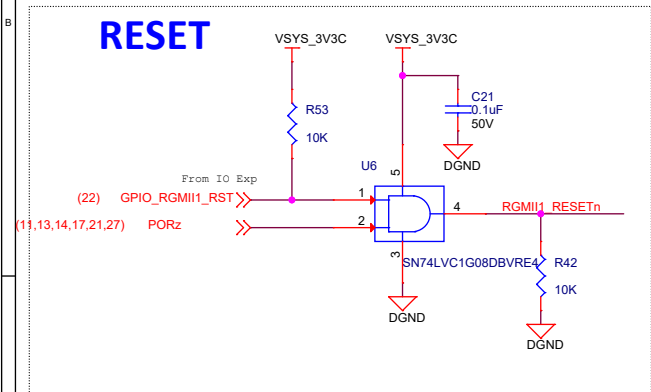 B
RESET
VSYS_3V3C
VSYS_3V3C
R53
10K
C21
0.1uF
50V
DGND
U6
From IO Exp
(22) GPIO_RGMII1_RST
1
5
4
RGMII1_RESETn
(11,13,14,17,21,27) PORz
2
3
SN74LVC1G08DBVRE4
R42
10K
DGND
DGND